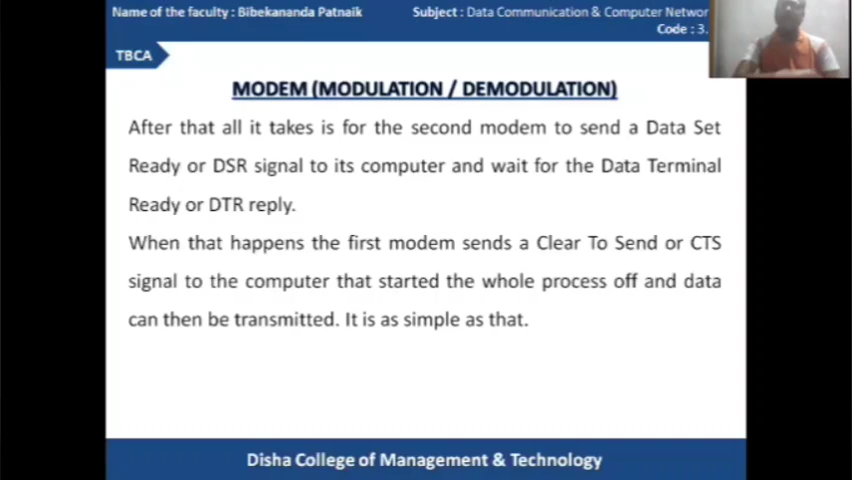 Name of the faculty : Bibekananda Patnaik
Subject : Data Communication & Computer Networ
Code : 3.
TBCA
MODEM (MODULATION / DEMODULATION)
After that all it takes is for the second modem to send a Data Set
Ready or DSR signal to its computer and wait for the Data Terminal
Ready or DTR reply.
When that happens the first modem sends a Clear To Send or CTS
signal to the computer that started the whole process off and data
can then be transmitted. It is as simple as that.
Disha College of Management & Technology